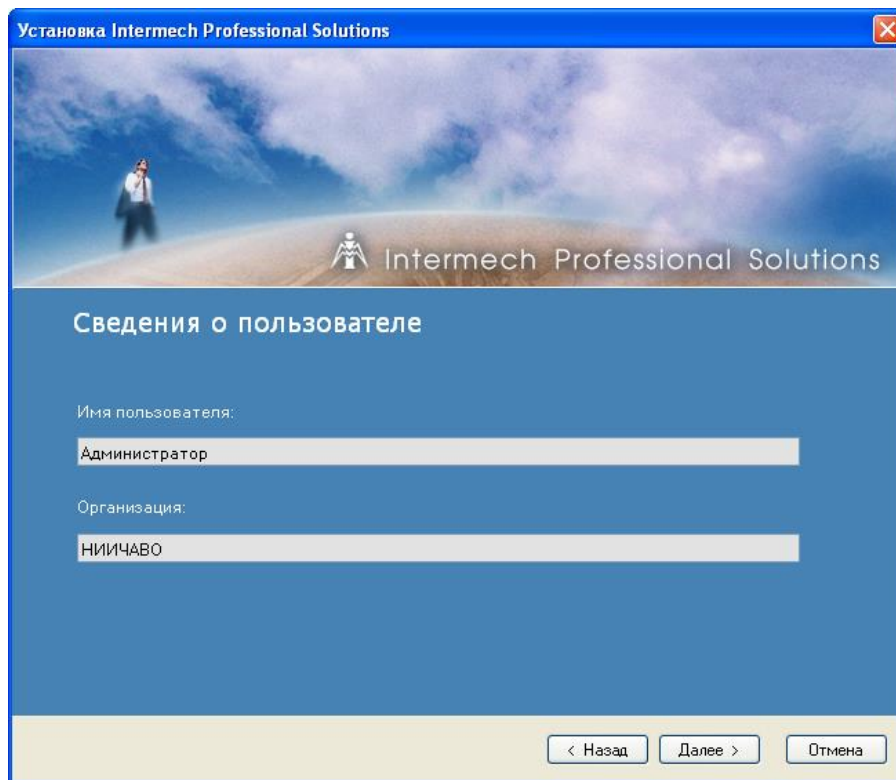 Установка Intermech Professional Solutions
Intermech Professional Solutions
Сведения о пользователе
Имя пользователя:
Администратор
Организация:
НИИЧАВО
< Назад
Далее >
Отмена